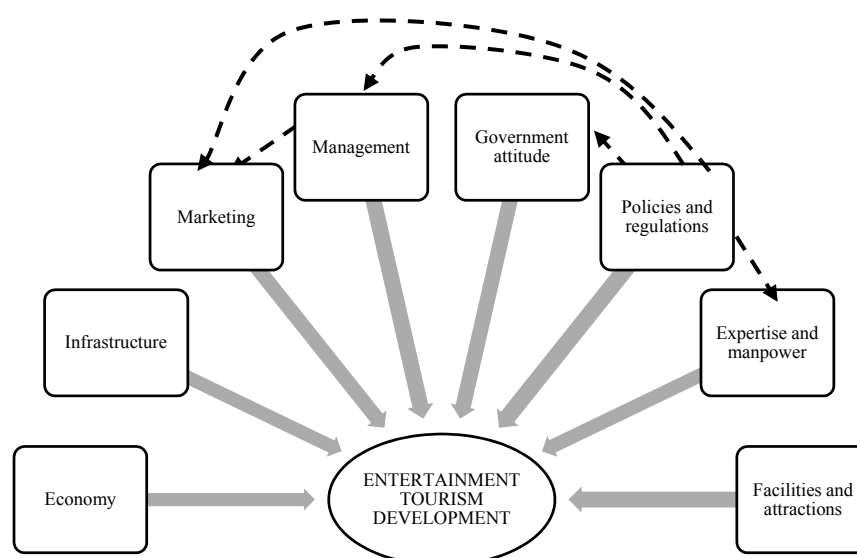 Management
Government
attitude
Marketing
Policies and
regulations
Infrastructure
Expertise and
manpower
Economy
ENTERTAINMENT
TOURISM
DEVELOPMENT
Facilities and
attractions